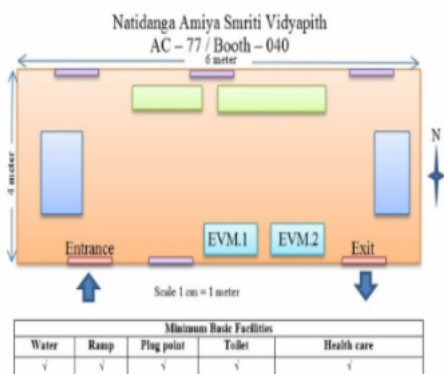 Natidanga Amiya Smriti Vidyapith
AC – 77 / Booth – 040
6 meter
4 meter
N
EVM.1 EVM.2
Entrance Exit
Scale 1 cm = 1 meter
Minimum Basic Facilities
Water Ramp Plug point Toilet Health care
√ √ √ √ √